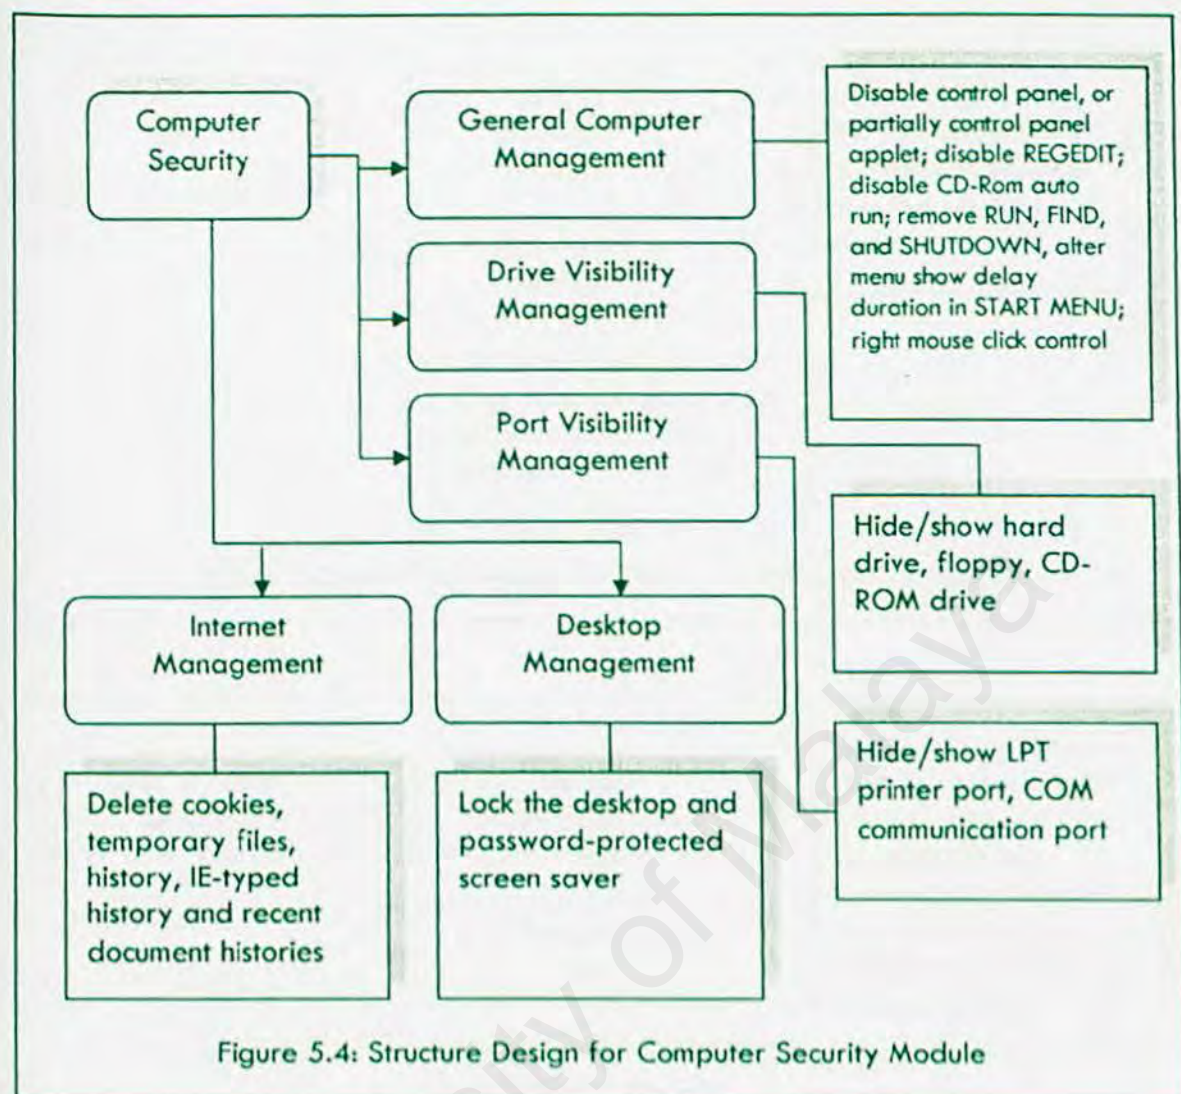 Computer
Security
General Computer
Management
Disable control panel, or
partially control panel
applet; disable REGEDIT;
disable CD-Rom auto
run; remove RUN, FIND,
and SHUTDOWN, alter
menu show delay
duration in START MENU;
right mouse click control
Drive Visibility
Management
Port Visibility
Management
Hide/show hard
drive, floppy, CD-
ROM drive
Internet
Management
Desktop
Management
Hide/show LPT
printer port, COM
communication port
Delete cookies,
temporary files,
history, IE-typed
history and recent
document histories
Lock the desktop and
password-protected
screen saver
Figure 5.4: Structure Design for Computer Security Module
ity of Malaya